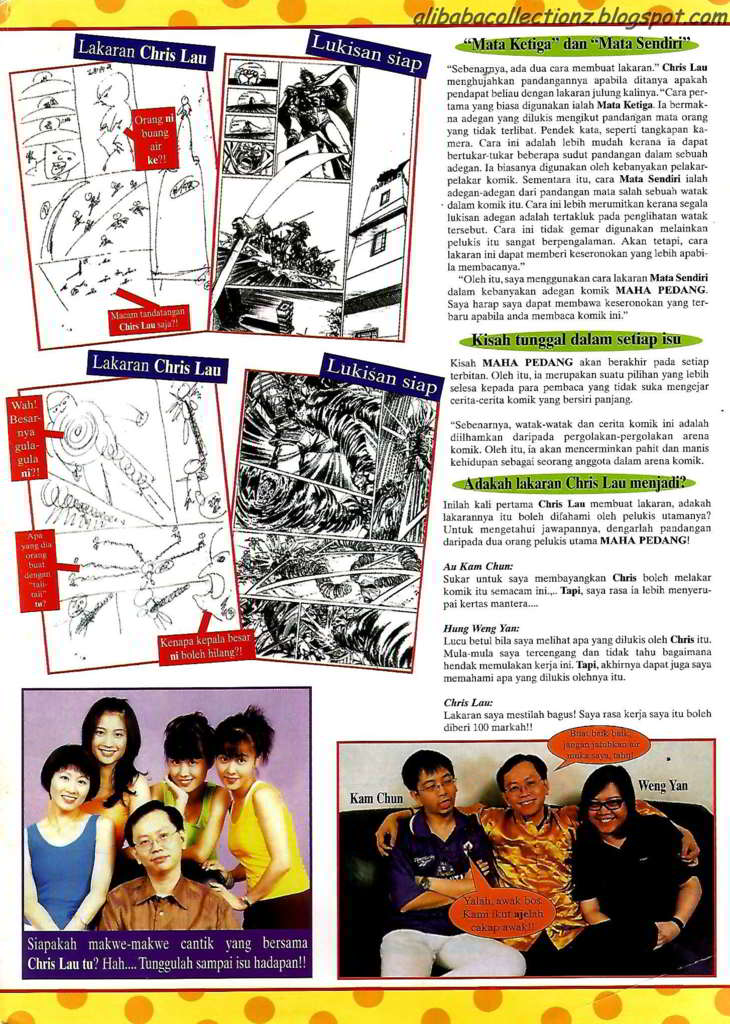 alibabacollectionz.blogspot.com
Lakaran Chris Lau
Lukisan siap
Orang ni
buang
air
ke?!
Macam tandatangan
Chirs Lau saja?!
Lakaran Chris Lau
Lukisan siap
Wah!
Besar-
nya
gula-
gula
ni?!
Apa
yang dia
orang
buat
dengan
"tali-
tali"
tu?
Kenapa kepala besar
ni boleh hilang?!
Siapakah makwe-makwe cantik yang bersama
Chris Lau tu? Hah.... Tunggulah sampai isu hadapan!!
"Mata Ketiga" dan "Mata Sendiri"
"Sebenarnya, ada dua cara membuat lakaran." Chris Lau
menghujahkan pandangannya apabila ditanya apakah
pendapat beliau dengan lakaran julung kalinya. "Cara per-
tama yang biasa digunakan ialah Mata Ketiga. Ia bermak-
na adegan yang dilukis mengikut pandangan mata orang
yang tidak terlibat. Pendek kata, seperti tangkapan ka-
mera. Cara ini adalah lebih mudah kerana ia dapat
bertukar-tukar beberapa sudut pandangan dalam sebuah
adegan. Ia biasanya digunakan oleh kebanyakan pelakar-
pelakar komik. Sementara itu, cara Mata Sendiri ialah
adegan-adegan dari pandangan mata salah sebuah watak
dalam komik itu. Cara ini lebih merumitkan kerana segala
lukisan adegan adalah tertakluk pada penglihatan watak
tersebut. Cara ini tidak gemar digunakan melainkan
pelukis itu sangat berpengalaman. Akan tetapi, cara
lakaran ini dapat memberi keseronokan yang lebih apabi-
la membacanya."
"Oleh itu, saya menggunakan cara lakaran Mata Sendiri
dalam kebanyakan adegan komik MAHA PEDANG.
Saya harap saya dapat membawa keseronokan yang ter-
baru apabila anda membaca komik ini."
Kisah tunggal dalam setiap isu
Kisah MAHA PEDANG akan berakhir pada setiap
terbitan. Oleh itu, ia merupakan suatu pilihan yang lebih
selesa kepada para pembaca yang tidak suka mengejar
cerita-cerita komik yang bersiri panjang.
"Sebenarnya, watak-watak dan cerita komik ini adalah
diilhamkan daripada pergolakan-pergolakan arena
komik. Oleh itu, ia akan mencerminkan pahit dan manis
kehidupan sebagai seorang anggota dalam arena komik.
Adakah lakaran Chris Lau menjadi?
Inilah kali pertama Chris Lau membuat lakaran, adakah
lakarannya itu boleh difahami oleh pelukis utamanya?
Untuk mengetahui jawapannya, dengarlah pandangan
daripada dua orang pelukis utama MAHA PEDANG!
Au Kam Chun:
Sukar untuk saya membayangkan Chris boleh melakar
komik itu semacam ini.,.. Tapi, saya rasa ia lebih menyeru-
pai kertas mantera....
Hung Weng Yan:
Lucu betul bila saya melihat apa yang dilukis oleh Chris itu.
Mula-mula saya tercengang dan tidak tahu bagaimana
hendak memulakan kerja ini. Tapi, akhirnya dapat juga saya
memahami apa yang dilukis olehnya itu.
Chris Lau:
Lakaran saya mestilah bagus! Saya rasa kerja saya itu boleh
diberi 100 markah!!
Buat baik-baik,
jangan jatuhkan air
muka saya, tahu!
Kam Chun
Weng Yan
Yalah, awak bos.
Kami ikut ajelah
cakap awak!!